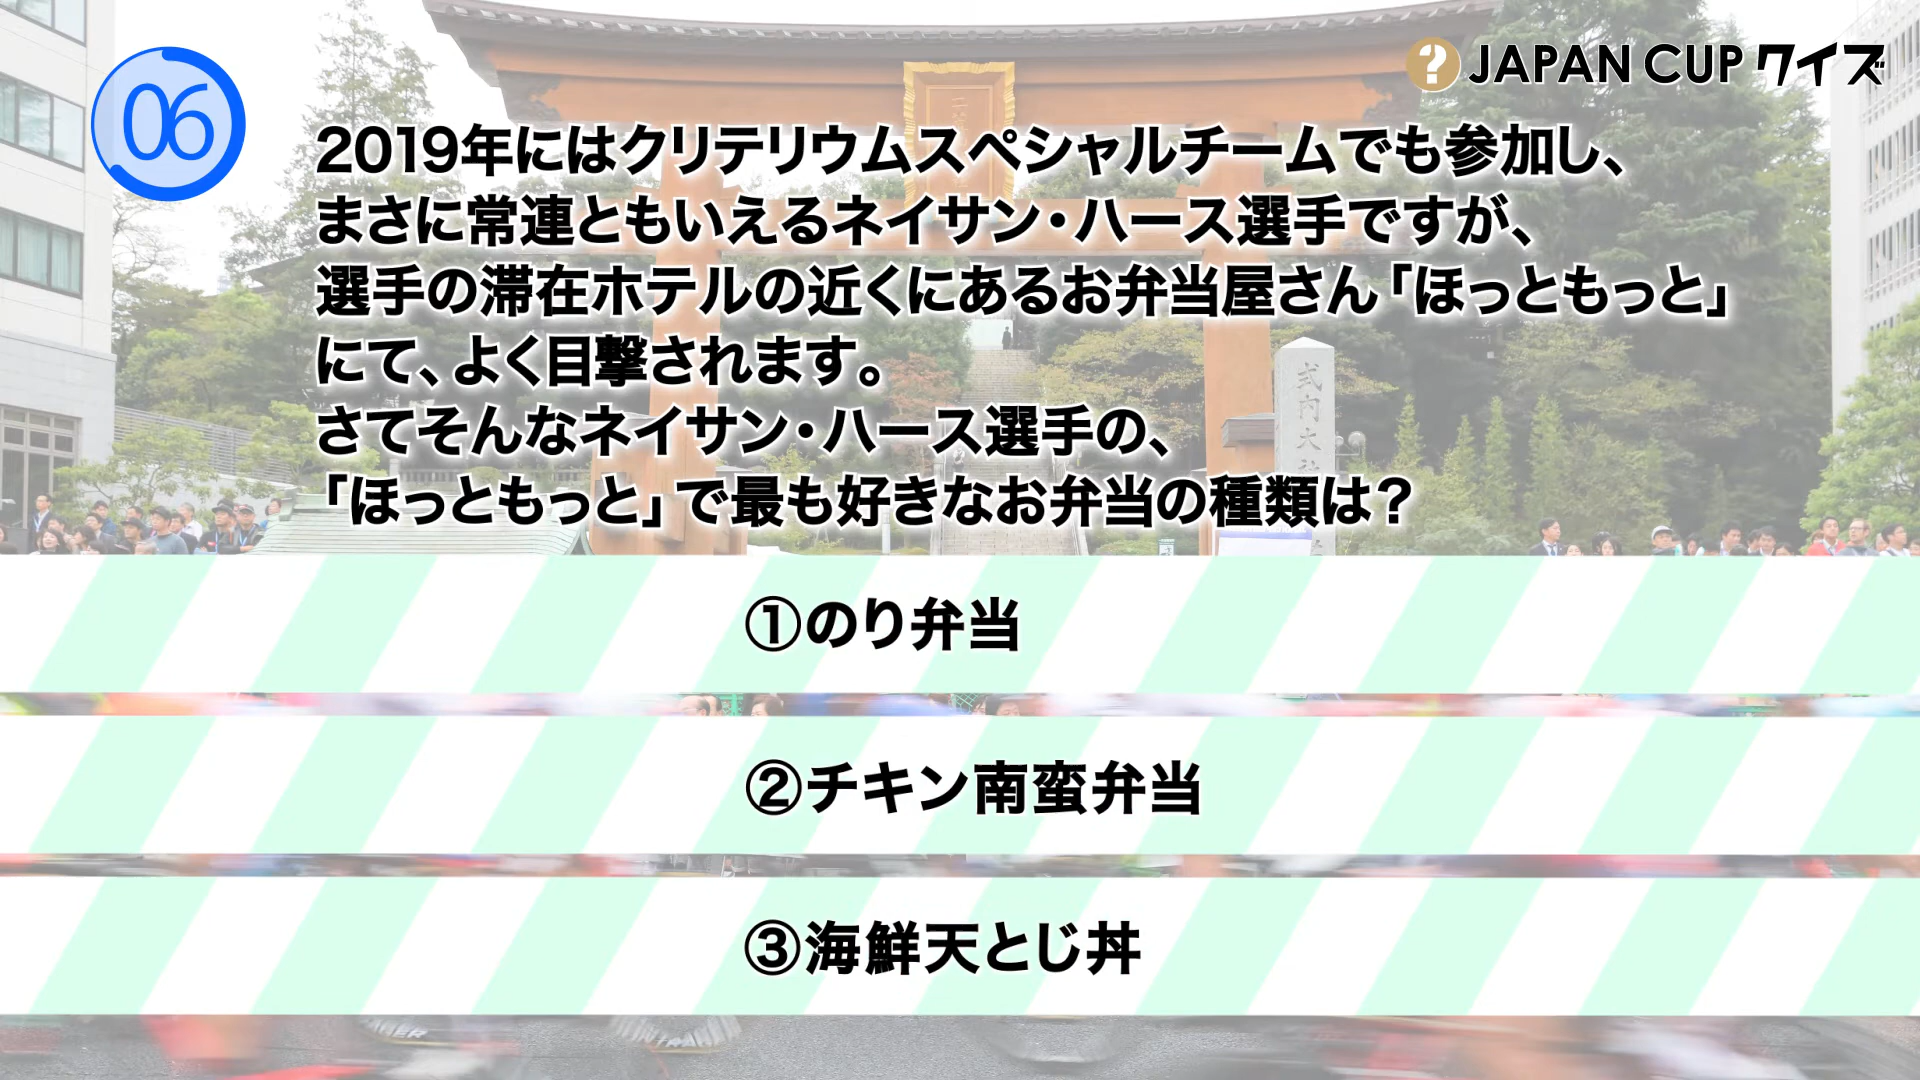 06
JAPAN CUP クイズ
2019年にはクリテリウムスペシャルチームでも参加し、
まさに常連ともいえるネイサン・ハース選手ですが、
選手の滞在ホテルの近くにあるお弁当屋さん「ほっともっと」
にて、よく目撃されます。
さてそんなネイサン・ハース選手の、
「ほっともっと」で最も好きなお弁当の種類は？
式内大
①のり弁当
②チキン南蛮弁当
③海鮮天とじ丼